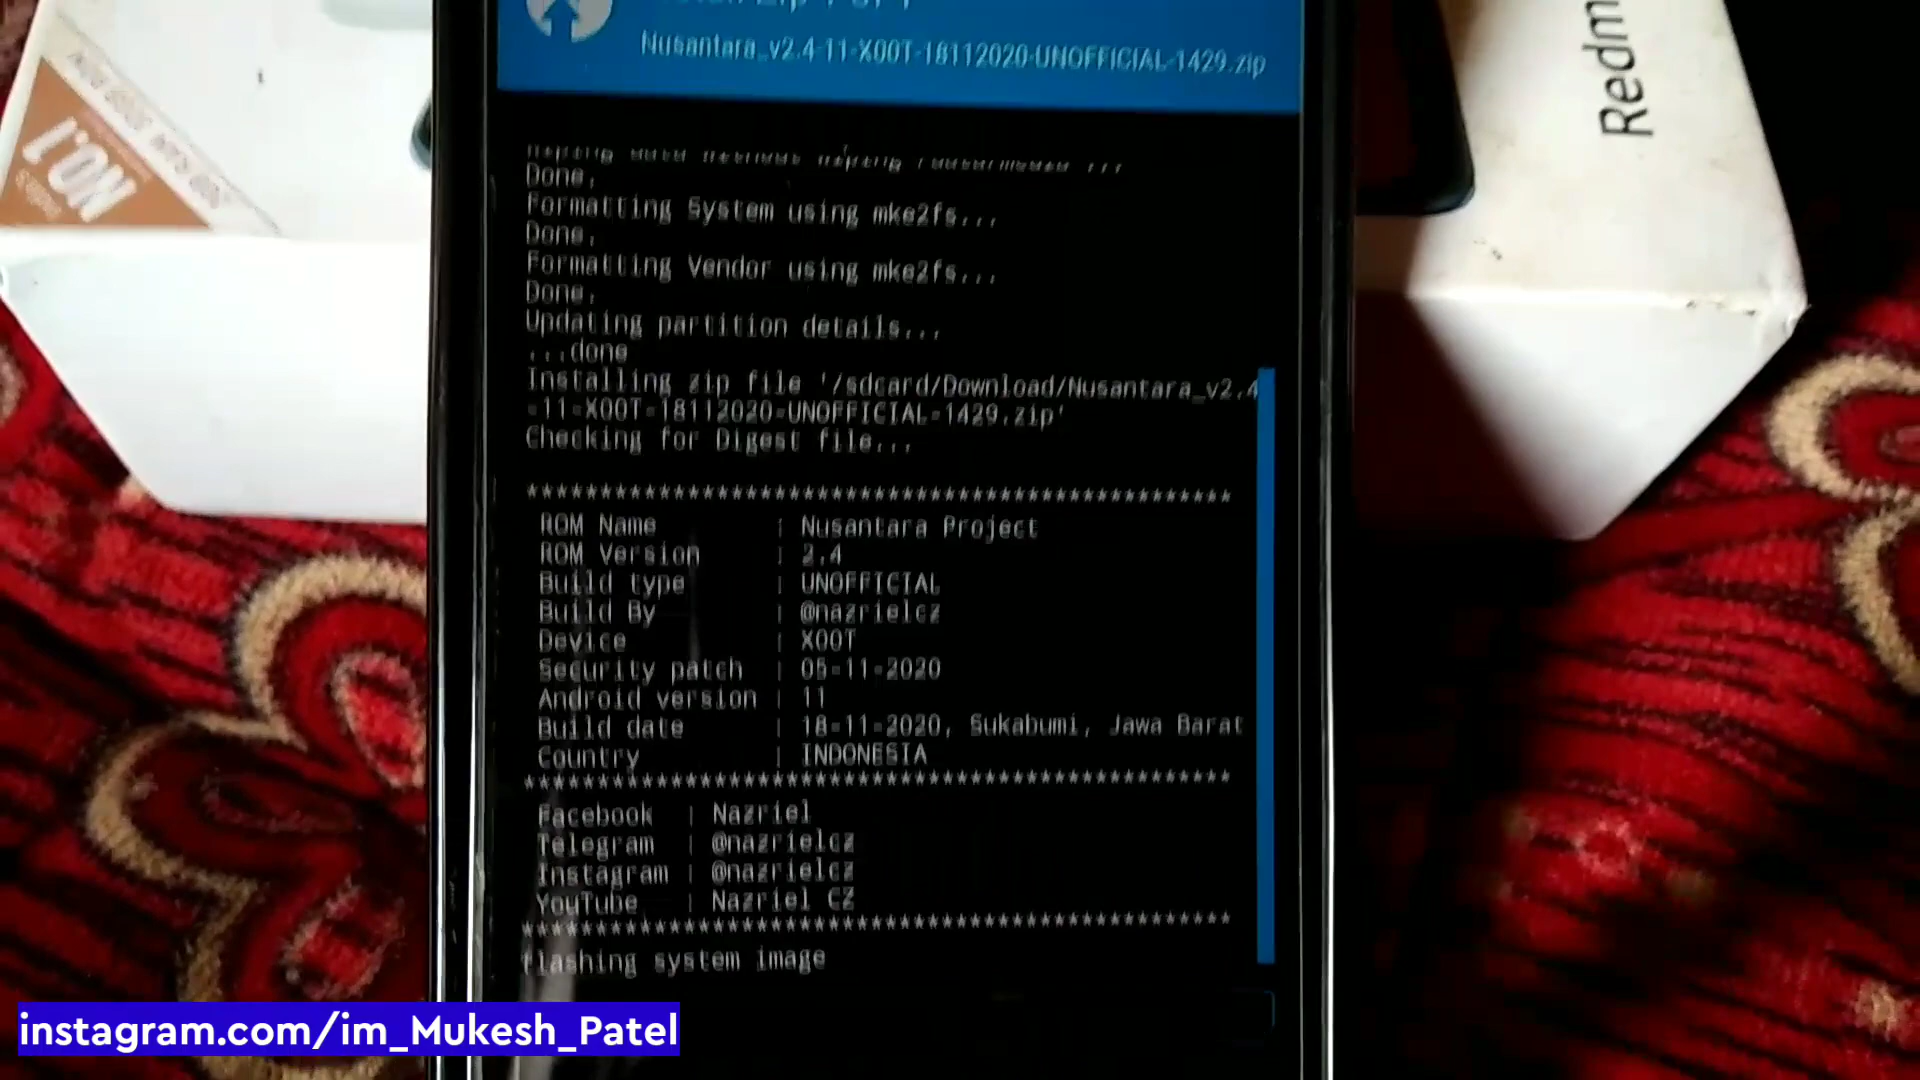 Zip
Nusantara_v2.4-11-X00T-18112020-UNOFFICIAL-1429.zip
Redm
NO.1
Done.
Formatting System using mke2fs...
Done.
Formatting Vendor using mke2fs...
Done.
Updating partition details...
...done
Installing zip file '/sdcard/Download/Nusantara_v2.4
-11-X00T-18112020-UNOFFICIAL-1429.zip'
Checking for Digest file...
************************************************
ROM Name : Nusantara Project
ROM Version : 2.4
Build type : UNOFFICIAL
Build By : @nazrielcz
Device : X00T
Security patch : 05-11-2020
Android version : 11
Build date : 18-11-2020, Sukabumi, Jawa Barat
Country : INDONESIA
************************************************
Facebook : Nazriel
Telegram : @nazrielcz
Instagram : @nazrielcz
YouTube : Nazriel CZ
************************************************
flashing system image
instagram.com/im_Mukesh_Patel